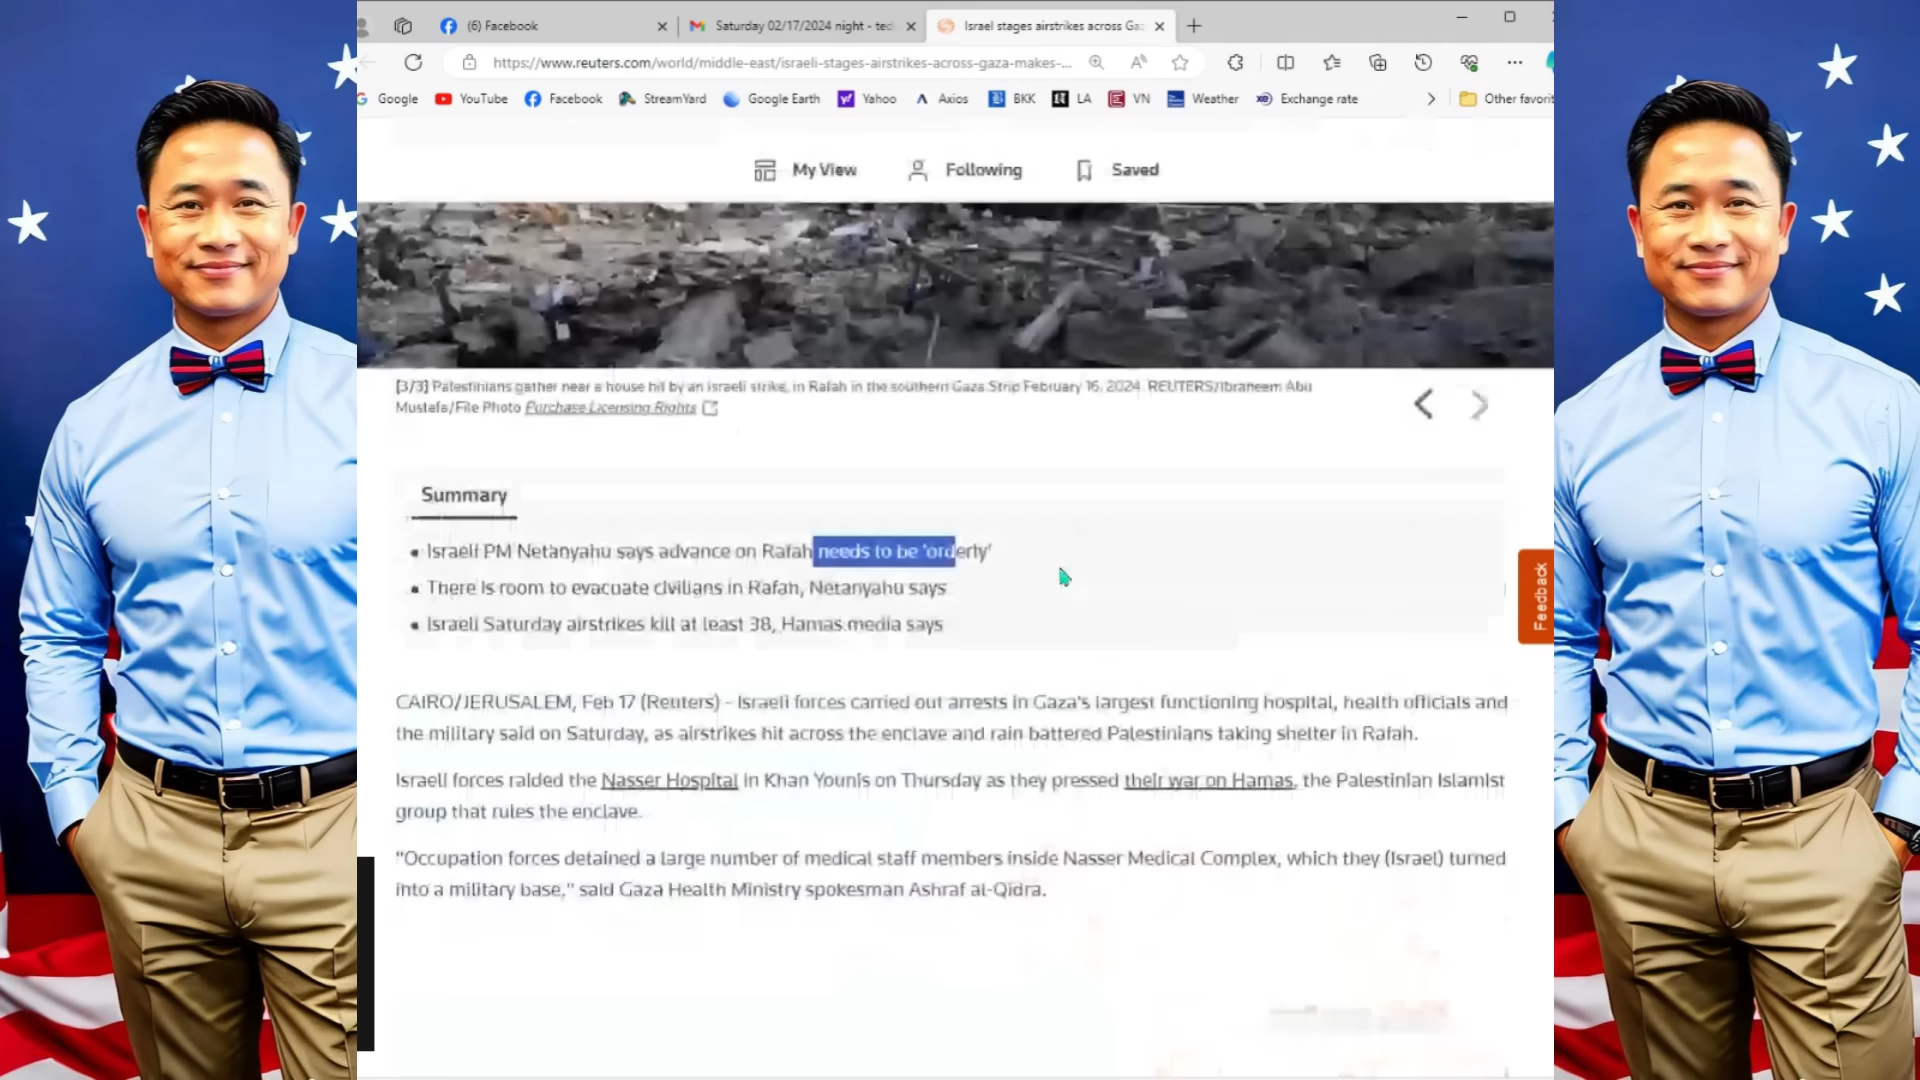 (6) Facebook
Saturday 02/17/2024 night - tec
Israel stages airstrikes across Ga
https://www.reuters.com/world/middle-east/israeli-stages-airstrikes-across-gaza-makes-...
Google YouTube Facebook StreamYard Google Earth Yahoo Axios BKK LA VN Weather Exchange rate Other favorit
My View Following Saved
[3/3] Palestinians gather near a house hit by an Israeli strike, in Rafah in the southern Gaza Strip February 16, 2024. REUTERS/Ibraheem Abu
Mustafa/File Photo Purchase Licensing Rights
Summary
• Israeli PM Netanyahu says advance on Rafah needs to be 'orderly'
• There is room to evacuate civilians in Rafah, Netanyahu says
• Israeli Saturday airstrikes kill at least 38, Hamas media says
Feedback
CAIRO/JERUSALEM, Feb 17 (Reuters) - Israeli forces carried out arrests in Gaza's largest functioning hospital, health officials and
the military said on Saturday, as airstrikes hit across the enclave and rain battered Palestinians taking shelter in Rafah.
Israeli forces raided the Nasser Hospital in Khan Younis on Thursday as they pressed their war on Hamas, the Palestinian Islamist
group that rules the enclave.
"Occupation forces detained a large number of medical staff members inside Nasser Medical Complex, which they (Israel) turned
into a military base," said Gaza Health Ministry spokesman Ashraf al-Qidra.